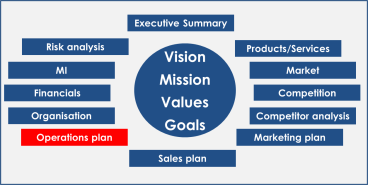 Executive Summary
Risk analysis
Products/Services
Vision
MI
Market
Mission
Financials
Competition
Values
Organisation
Competitor analysis
Goals
Operations plan
Marketing plan
Sales plan